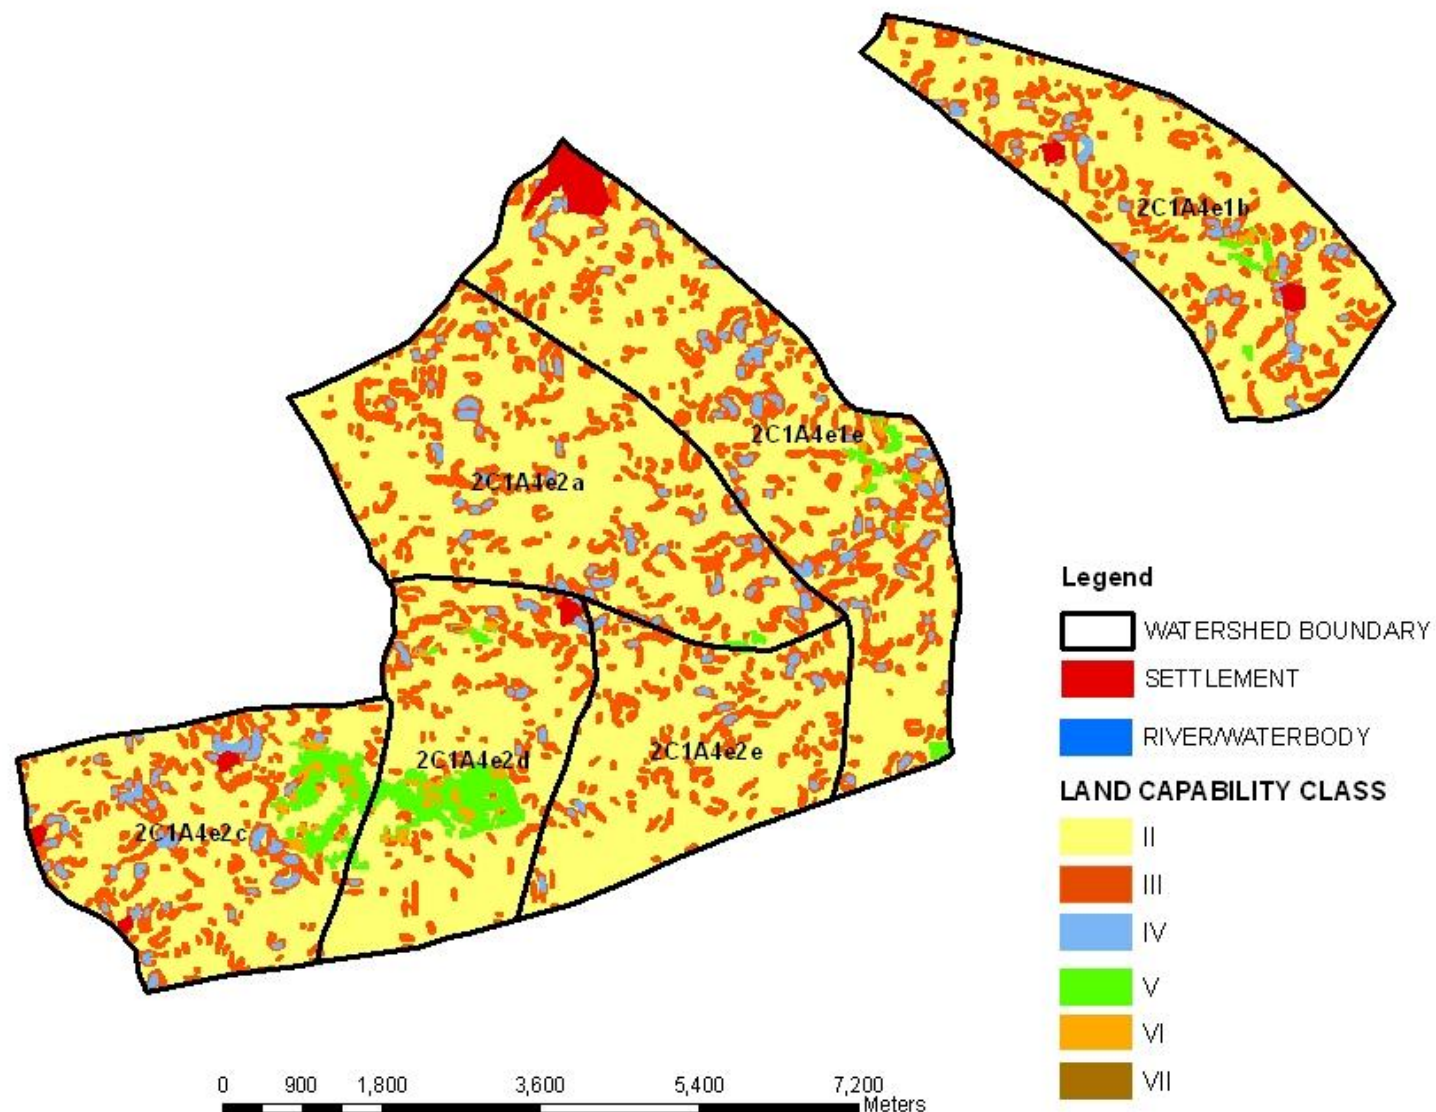 2C1A4e1b
2C1A4e1e
2C1A4e2a
2C1A4e2d
2C1A4e2e
2C1A4e2c
Legend
WATERSHED BOUNDARY
SETTLEMENT
RIVER/WATERBODY
LAND CAPABILITY CLASS
II
III
IV
V
VI
VII
0 900 1,800 3,600 5,400 7,200
Meters